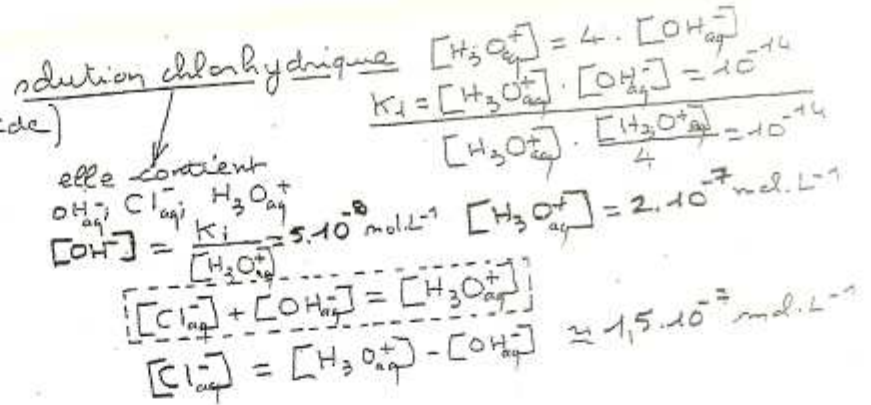 solution chlorhydrique
cide)
[H₃O⁺aq] = 4 . [OH⁻aq]
Ki = [H₃O⁺aq] . [OH⁻aq] = 10⁻¹⁴
[H₃O⁺aq] . [H₃O⁺aq]/4 = 10⁻¹⁴
elle contient
OH⁻aq; Cl⁻aq; H₃O⁺aq
[OH⁻] = Ki/[H₃O⁺aq] = 5.10⁻⁸ mol.L⁻¹
[H₃O⁺aq] = 2.10⁻⁷ mol.L⁻¹
[Cl⁻aq] + [OH⁻aq] = [H₃O⁺aq]
[Cl⁻aq] = [H₃O⁺aq] - [OH⁻aq] ≃ 1,5.10⁻⁷ mol.L⁻¹